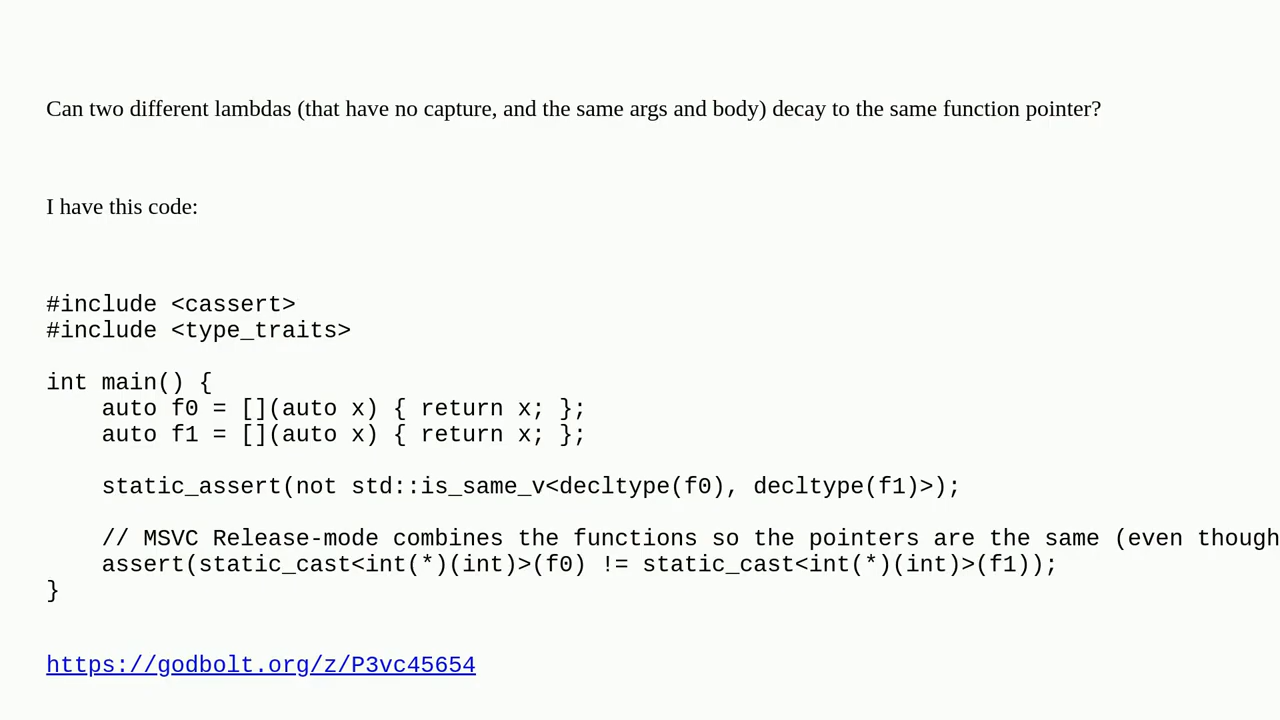 Can two different lambdas (that have no capture, and the same args and body) decay to the same function pointer?
I have this code:
#include <cassert>
#include <type_traits>
int main() {
    auto f0 = [](auto x) { return x; };
    auto f1 = [](auto x) { return x; };
    static_assert(not std::is_same_v<decltype(f0), decltype(f1)>);
    // MSVC Release-mode combines the functions so the pointers are the same (even though
    assert(static_cast<int(*)(int)>(f0) != static_cast<int(*)(int)>(f1));
}
https://godbolt.org/z/P3vc45654